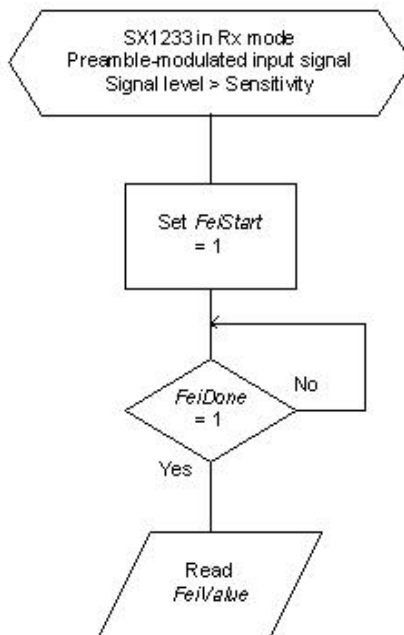 SX1233 in Rx mode
Preamble-modulated input signal
Signal level > Sensitivity
Set FeiStart
= 1
FeiDone
= 1
No
Yes
Read
FeiValue